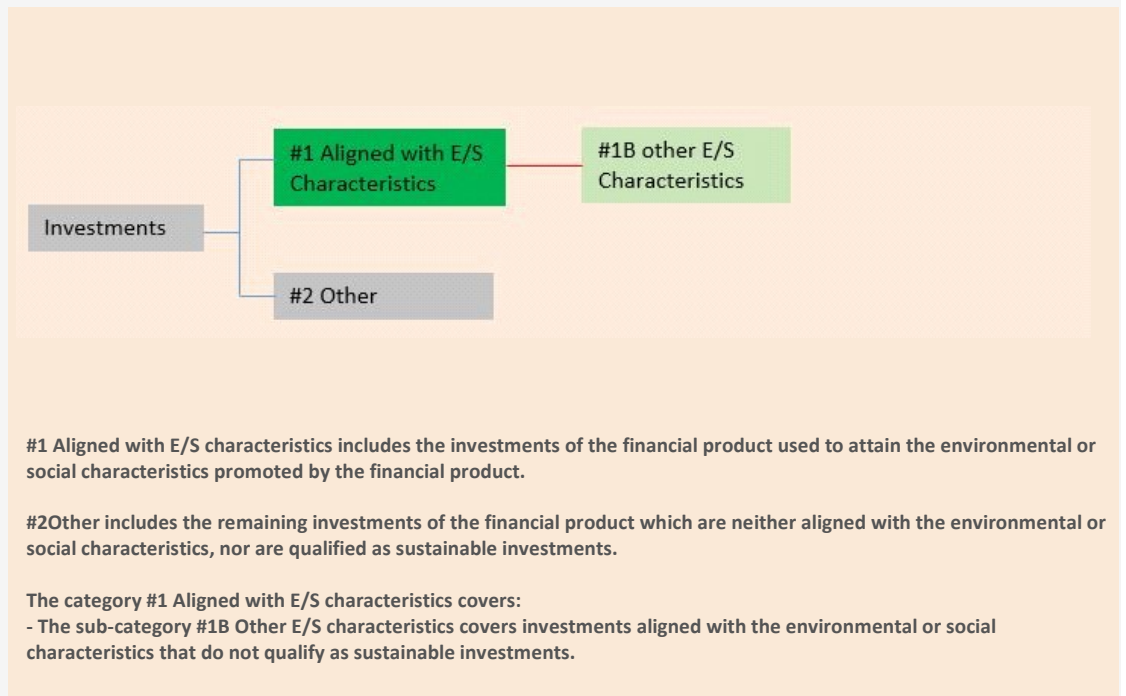 #1 Aligned with E/S
Characteristics
#1B other E/S
Characteristics
Investments
#2 Other
#1 Aligned with E/S characteristics includes the investments of the financial product used to attain the environmental or
social characteristics promoted by the financial product.
#2Other includes the remaining investments of the financial product which are neither aligned with the environmental or
social characteristics, nor are qualified as sustainable investments.
The category #1 Aligned with E/S characteristics covers:
- The sub-category #1B Other E/S characteristics covers investments aligned with the environmental or social
characteristics that do not qualify as sustainable investments.